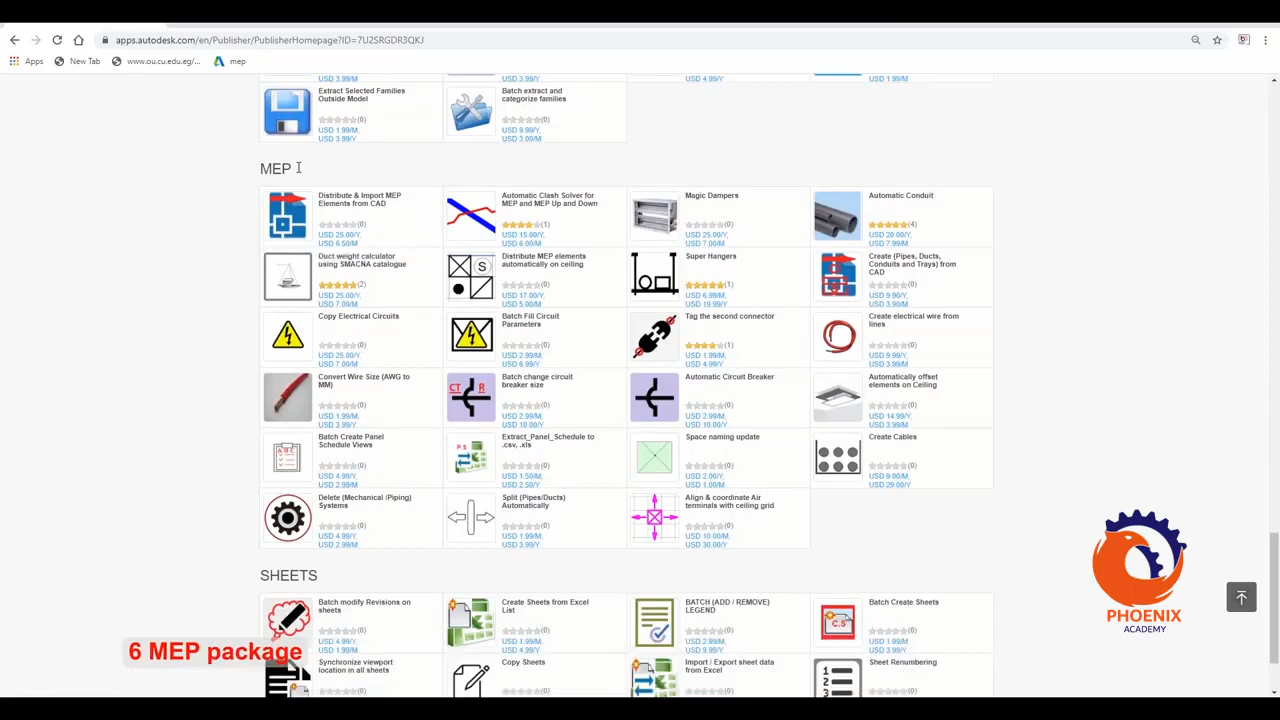 apps.autodesk.com/en/Publisher/PublisherHomepage?ID=7U2SRGDR3QKJ
Apps New Tab www.ou.cu.edu.eg/... mep
USD 3.99/Y USD 3.99/Y USD 4.99/Y USD 1.99/M
Extract Selected Families
Outside Model
(0)
USD 1.99/M,
USD 3.99/Y
Batch extract and
categorize families
(0)
USD 9.99/Y,
USD 3.00/M
MEP
Distribute & Import MEP
Elements from CAD
(0)
USD 25.00/Y,
USD 6.50/M
Automatic Clash Solver for
MEP and MEP Up and Down
(1)
USD 15.00/Y,
USD 6.00/M
Magic Dampers
(0)
USD 25.00/Y,
USD 7.00/M
Automatic Conduit
(4)
USD 20.00/Y,
USD 7.99/M
Duct weight calculator
using SMACNA catalogue
(2)
USD 25.00/Y,
USD 7.00/M
S
Distribute MEP elements
automatically on ceiling
(0)
USD 17.00/Y,
USD 5.00/M
Super Hangers
(1)
USD 6.99/M,
USD 19.99/Y
Create (Pipes, Ducts,
Conduits and Trays) from
CAD
(0)
USD 9.90/Y,
USD 3.90/M
Copy Electrical Circuits
(0)
USD 25.00/Y,
USD 7.00/M
Batch Fill Circuit
Parameters
(0)
USD 2.99/M,
USD 6.99/Y
Tag the second connector
(1)
USD 1.99/M,
USD 4.99/Y
Create electrical wire from
lines
(0)
USD 9.99/Y,
USD 3.99/M
Convert Wire Size (AWG to
MM)
(0)
USD 1.99/M,
USD 3.99/Y
CT R
Batch change circuit
breaker size
(0)
USD 2.99/M,
USD 10.00/Y
Automatic Circuit Breaker
(0)
USD 2.99/M,
USD 10.00/Y
Automatically offset
elements on Ceiling
(0)
USD 14.99/Y,
USD 3.99/M
ABC
Batch Create Panel
Schedule Views
(0)
USD 4.99/Y,
USD 2.99/M
P.S
Extract_Panel_Schedule to
.csv, .xls
(0)
USD 1.50/M,
USD 2.50/Y
Space naming update
(0)
USD 2.00/Y,
USD 1.00/M
Create Cables
(0)
USD 9.00/M,
USD 29.00/Y
Delete (Mechanical /Piping)
Systems
(0)
USD 4.99/Y,
USD 2.99/M
Split (Pipes/Ducts)
Automatically
(0)
USD 1.99/M,
USD 3.99/Y
Align & coordinate Air
terminals with ceiling grid
(0)
USD 10.00/M,
USD 30.00/Y
SHEETS
Batch modify Revisions on
sheets
(0)
USD 4.99/Y,
USD 1.99/M
Create Sheets from Excel
List
(0)
USD 1.99/M,
USD 4.99/Y
BATCH (ADD / REMOVE)
LEGEND
(0)
USD 2.99/M,
USD 9.99/Y
C.S
Batch Create Sheets
(0)
USD 1.99/M,
USD 3.99/Y
Synchronize viewport
location in all sheets
(0)
Copy Sheets
(0)
Import / Export sheet data
from Excel
(0)
Sheet Renumbering
(0)
6 MEP package
PHOENIX
ACADEMY